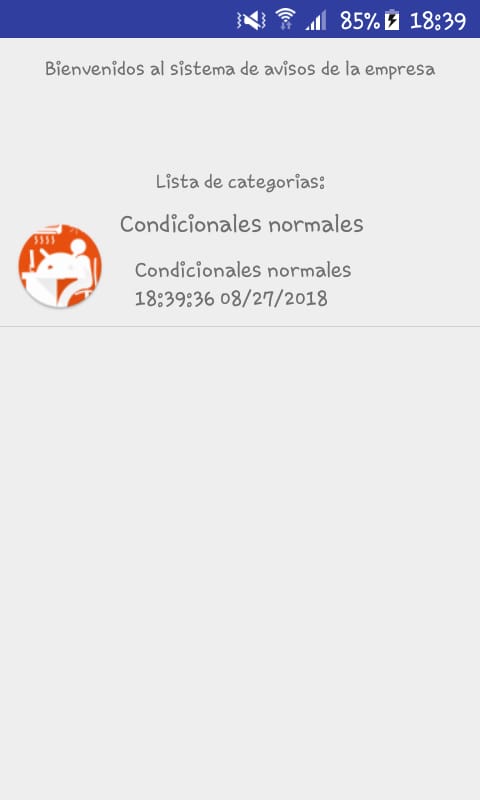 85% 18:39
Bienvenidos al sistema de avisos de la empresa
Lista de categorias:
Condicionales normales
Condicionales normales
18:39:36 08/27/2018